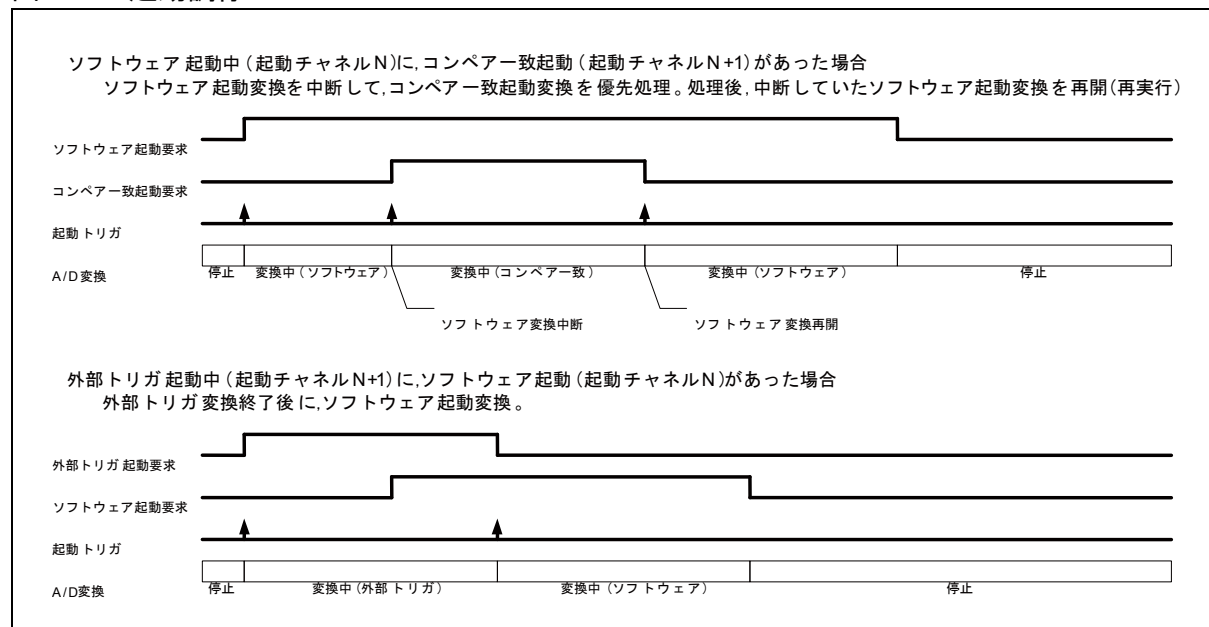 ソフトウェア起動中(起動チャネルN)に,コンペアー致起動(起動チャネルN+1)があった場合
ソフトウェア起動変換を中断して,コンペアー致起動変換を優先処理。処理後,中断していたソフトウェア起動変換を再開(再実行)
ソフトウェア起動要求
コンペアー致起動要求
起動トリガ
A/D変換
停止 変換中(ソフトウェア) 変換中(コンペアー致) 変換中(ソフトウェア) 停止
ソフトウェア変換中断 ソフトウェア変換再開
外部トリガ起動中(起動チャネルN+1)に,ソフトウェア起動(起動チャネルN)があった場合
外部トリガ変換終了後に,ソフトウェア起動変換。
外部トリガ起動要求
ソフトウェア起動要求
起動トリガ
A/D変換
停止 変換中(外部トリガ) 変換中(ソフトウェア) 停止